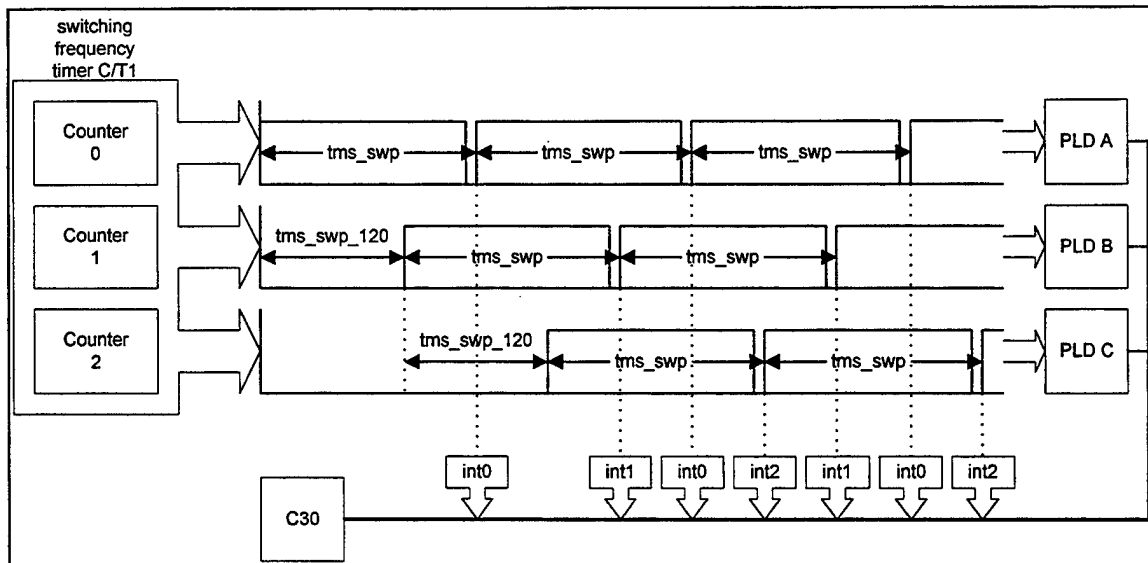 switching
frequency
timer C/T1
Counter
0
tms_swp
tms_swp
tms_swp
PLD A
Counter
1
tms_swp_120
tms_swp
tms_swp
PLD B
Counter
2
tms_swp_120
tms_swp
tms_swp
PLD C
int0
int1
int0
int2
int1
int0
int2
C30